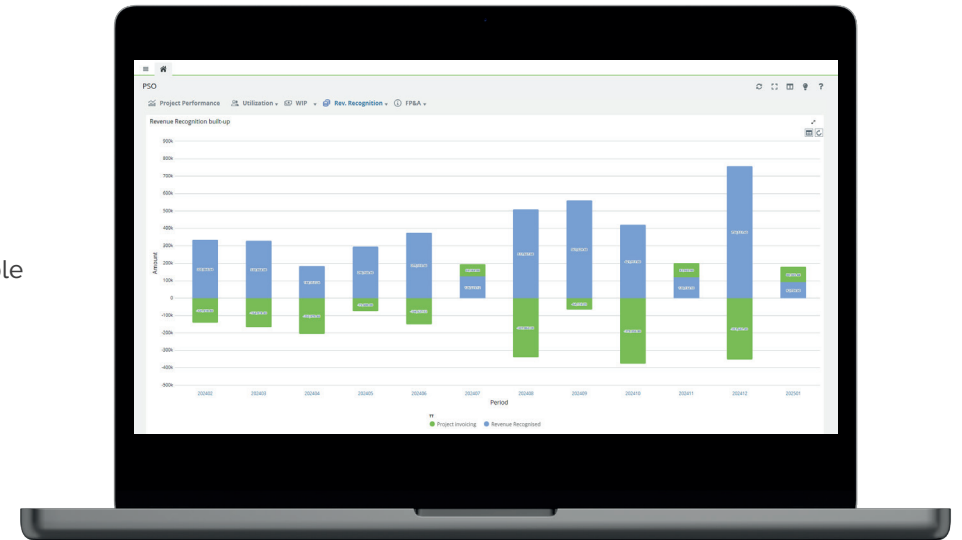 PSO
?
Project Performance Utilization WIP Rev. Recognition FP&A
Revenue Recognition built-up
900k
800k
700k
600k
500k
400k
300k
200k
100k
0
-100k
-200k
-300k
-400k
-500k
Amount
202402 202403 202404 202405 202406 202407 202408 202409 202410 202411 202412 202501
Period
Project invoicing Revenue Recognised